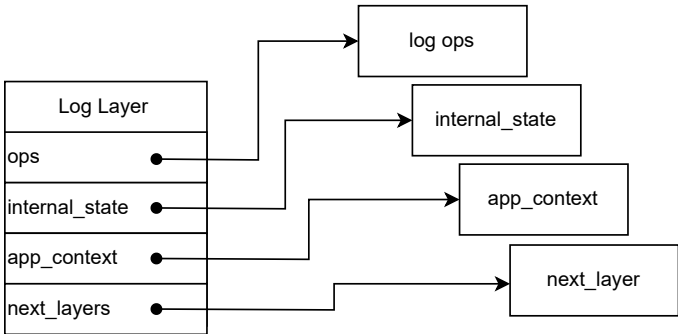 log ops
Log Layer
internal_state
ops
internal_state
app_context
app_context
next_layer
next_layers